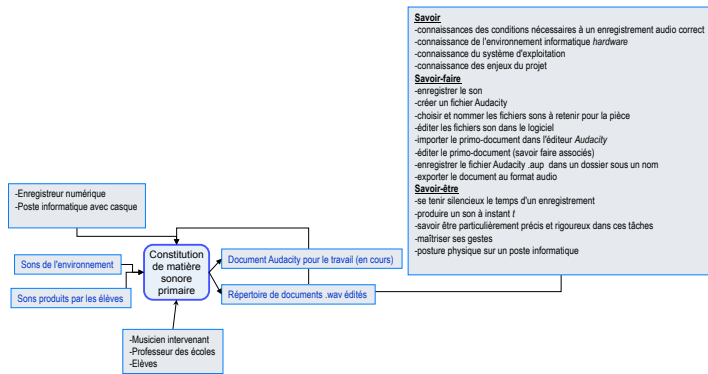 Savoir
-connaissances des conditions nécessaires à un enregistrement audio correct
-connaissance de l'environnement informatique hardware
-connaissance du système d'exploitation
-connaissance des enjeux du projet
Savoir-faire
-enregistrer le son
-créer un fichier Audacity
-choisir et nommer les fichiers sons à retenir pour la pièce
-éditer les fichiers son dans le logiciel
-importer le primo-document dans l'éditeur Audacity
-éditer le primo-document (savoir faire associés)
-enregistrer le fichier Audacity .aup dans un dossier sous un nom
-exporter le document au format audio
Savoir-être
-se tenir silencieux le temps d'un enregistrement
-produire un son à instant t
-savoir être particulièrement précis et rigoureux dans ces tâches
-maîtriser ses gestes
-posture physique sur un poste informatique
-Enregistreur numérique
-Poste informatique avec casque
Sons de l'environnement
Sons produits par les élèves
Constitution
de matière
sonore
primaire
Document Audacity pour le travail (en cours)
Répertoire de documents .wav édités
-Musicien intervenant
-Professeur des écoles
-Elèves